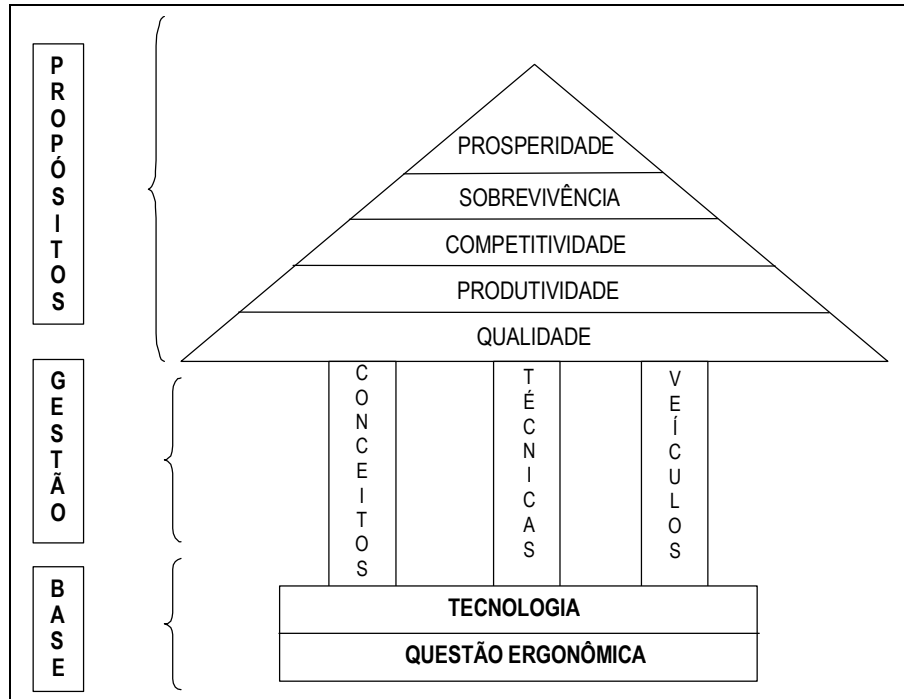 PROPÓSITOS
PROSPERIDADE
SOBREVIVÊNCIA
COMPETITIVIDADE
PRODUTIVIDADE
QUALIDADE
GESTÃO
CONCEITOS
TÉCNICAS
VEÍCULOS
BASE
TECNOLOGIA
QUESTÃO ERGONÔMICA